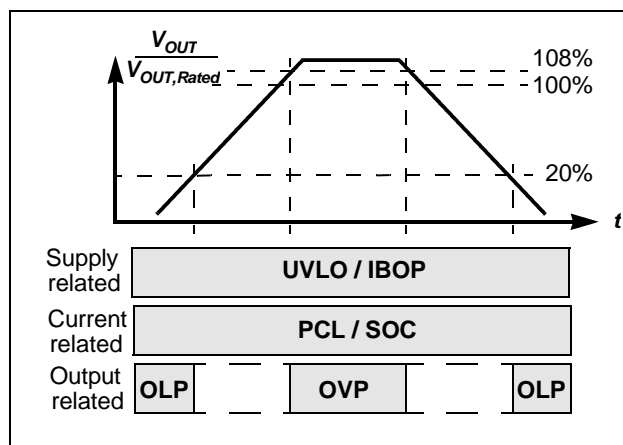 V_OUT
V_OUT,Rated
108%
100%
20%
t
Supply
related
UVLO / IBOP
Current
related
PCL / SOC
Output
related
OLP
OVP
OLP